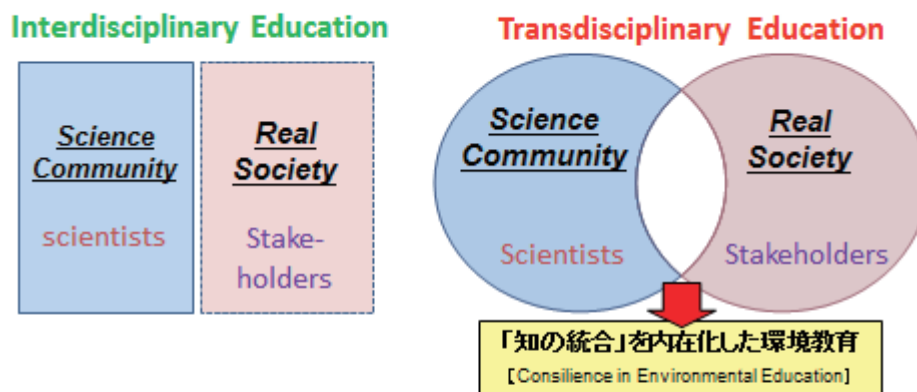 Interdisciplinary Education
Science
Community
scientists
Real
Society
Stake-
holders
Transdisciplinary Education
Science
Community
Scientists
Real
Society
Stakeholders
「知の統合」を内在化した環境教育
[Consilience in Environmental Education]